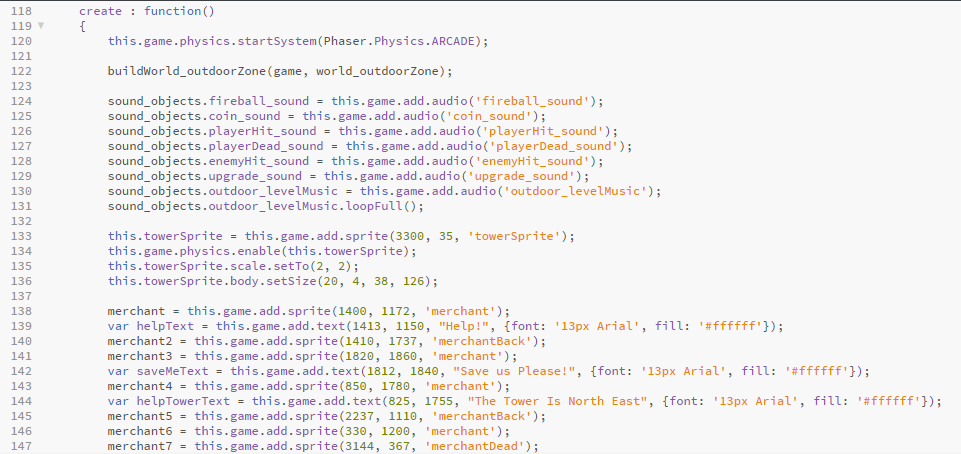 118 create : function()
119 {
120 this.game.physics.startSystem(Phaser.Physics.ARCADE);
121
122 buildWorld_outdoorZone(game, world_outdoorZone);
123
124 sound_objects.fireball_sound = this.game.add.audio('fireball_sound');
125 sound_objects.coin_sound = this.game.add.audio('coin_sound');
126 sound_objects.playerHit_sound = this.game.add.audio('playerHit_sound');
127 sound_objects.playerDead_sound = this.game.add.audio('playerDead_sound');
128 sound_objects.enemyHit_sound = this.game.add.audio('enemyHit_sound');
129 sound_objects.upgrade_sound = this.game.add.audio('upgrade_sound');
130 sound_objects.outdoor_levelMusic = this.game.add.audio('outdoor_levelMusic');
131 sound_objects.outdoor_levelMusic.loopFull();
132
133 this.towerSprite = this.game.add.sprite(3300, 35, 'towerSprite');
134 this.game.physics.enable(this.towerSprite);
135 this.towerSprite.scale.setTo(2, 2);
136 this.towerSprite.body.setSize(20, 4, 38, 126);
137
138 merchant = this.game.add.sprite(1400, 1172, 'merchant');
139 var helpText = this.game.add.text(1413, 1150, "Help!", {font: '13px Arial', fill: '#ffffff'});
140 merchant2 = this.game.add.sprite(1410, 1737, 'merchantBack');
141 merchant3 = this.game.add.sprite(1820, 1860, 'merchant');
142 var saveMeText = this.game.add.text(1812, 1840, "Save us Please!", {font: '13px Arial', fill: '#ffffff'});
143 merchant4 = this.game.add.sprite(850, 1780, 'merchant');
144 var helpTowerText = this.game.add.text(825, 1755, "The Tower Is North East", {font: '13px Arial', fill: '#ffffff'});
145 merchant5 = this.game.add.sprite(2237, 1110, 'merchantBack');
146 merchant6 = this.game.add.sprite(330, 1200, 'merchant');
147 merchant7 = this.game.add.sprite(3144, 367, 'merchantDead');